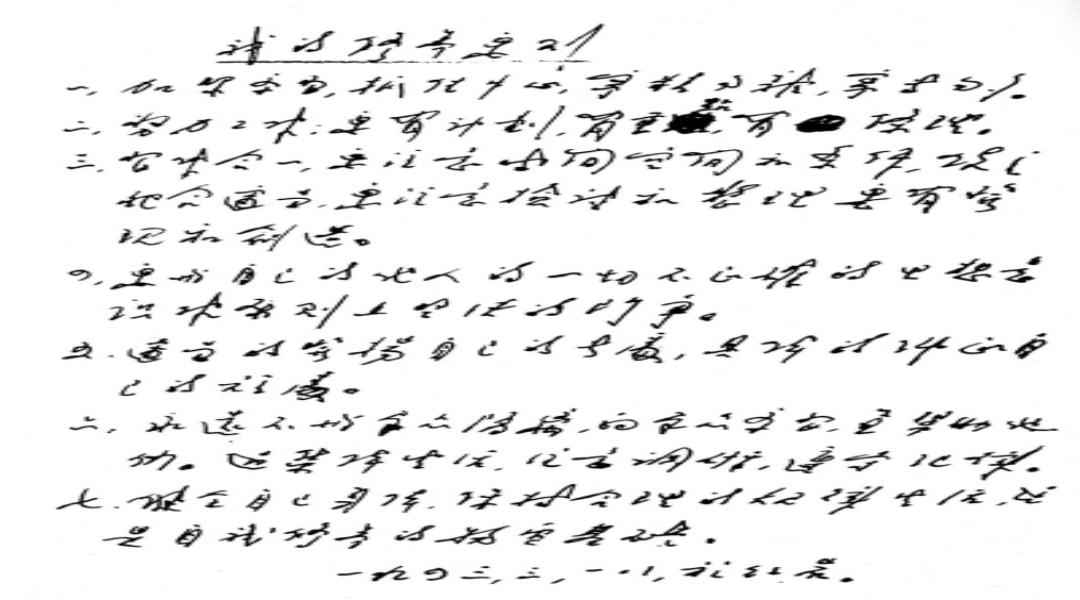 我的修养要则
一、加紧学习,抓住中心,宁精勿杂,宁专勿多。
二、努力工作:要有计划,有重点,有条理。
三、习作合一,要注意时间空间和条件,使之
配合适当,要注意检讨和整理,要有发
现和创造。
四、要与自己的他人的一切不正确的思想意
识作原则上坚决的斗争。
五、适当的发扬自己的长处,具体的纠正自
己的短处。
六、永远不与群众隔离,向群众学习,并帮助他
们。过集体生活,注意调研,遵守纪律。
七、健全自己身体,保持合理的规律生活,这
是自我修养的物质基础。
一九四三,三,一八,于红岩。